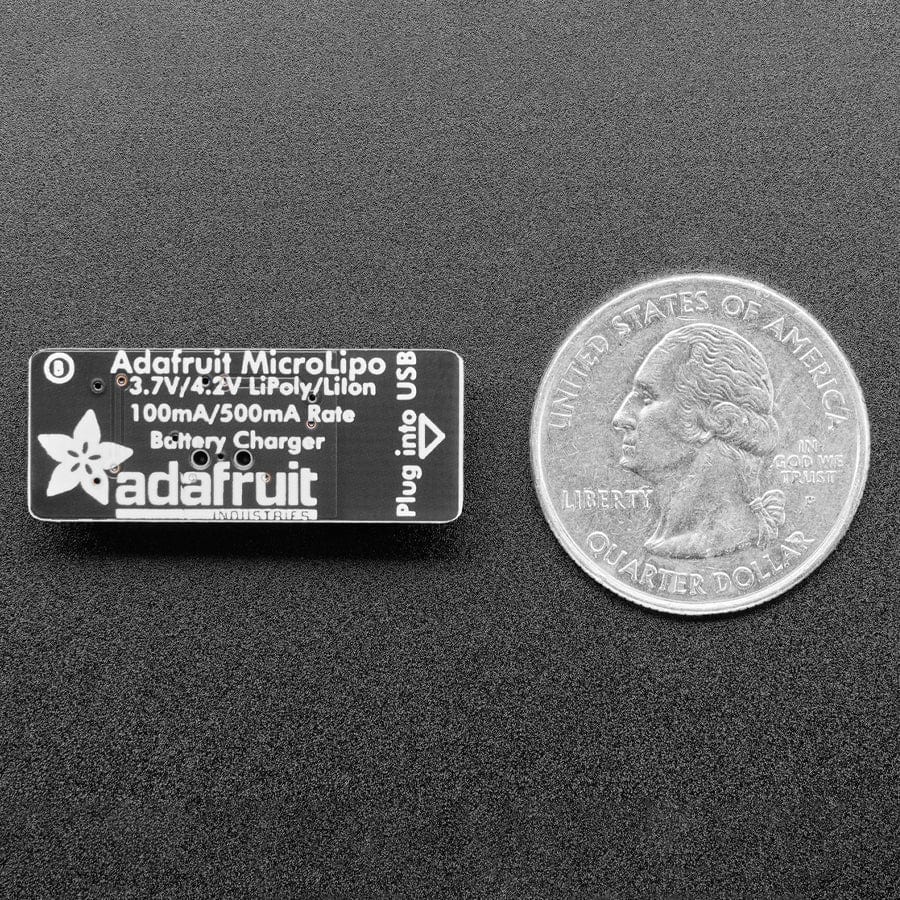 B
Adafruit MicroLipo
3.7V/4.2V LiPoly/LiIon
100mA/500mA Rate
Battery Charger
adafruit
INDUSTRIES
Plug into USB
UNITED STATES OF AMERICA
LIBERTY
IN
GOD WE
TRUST
P
QUARTER DOLLAR